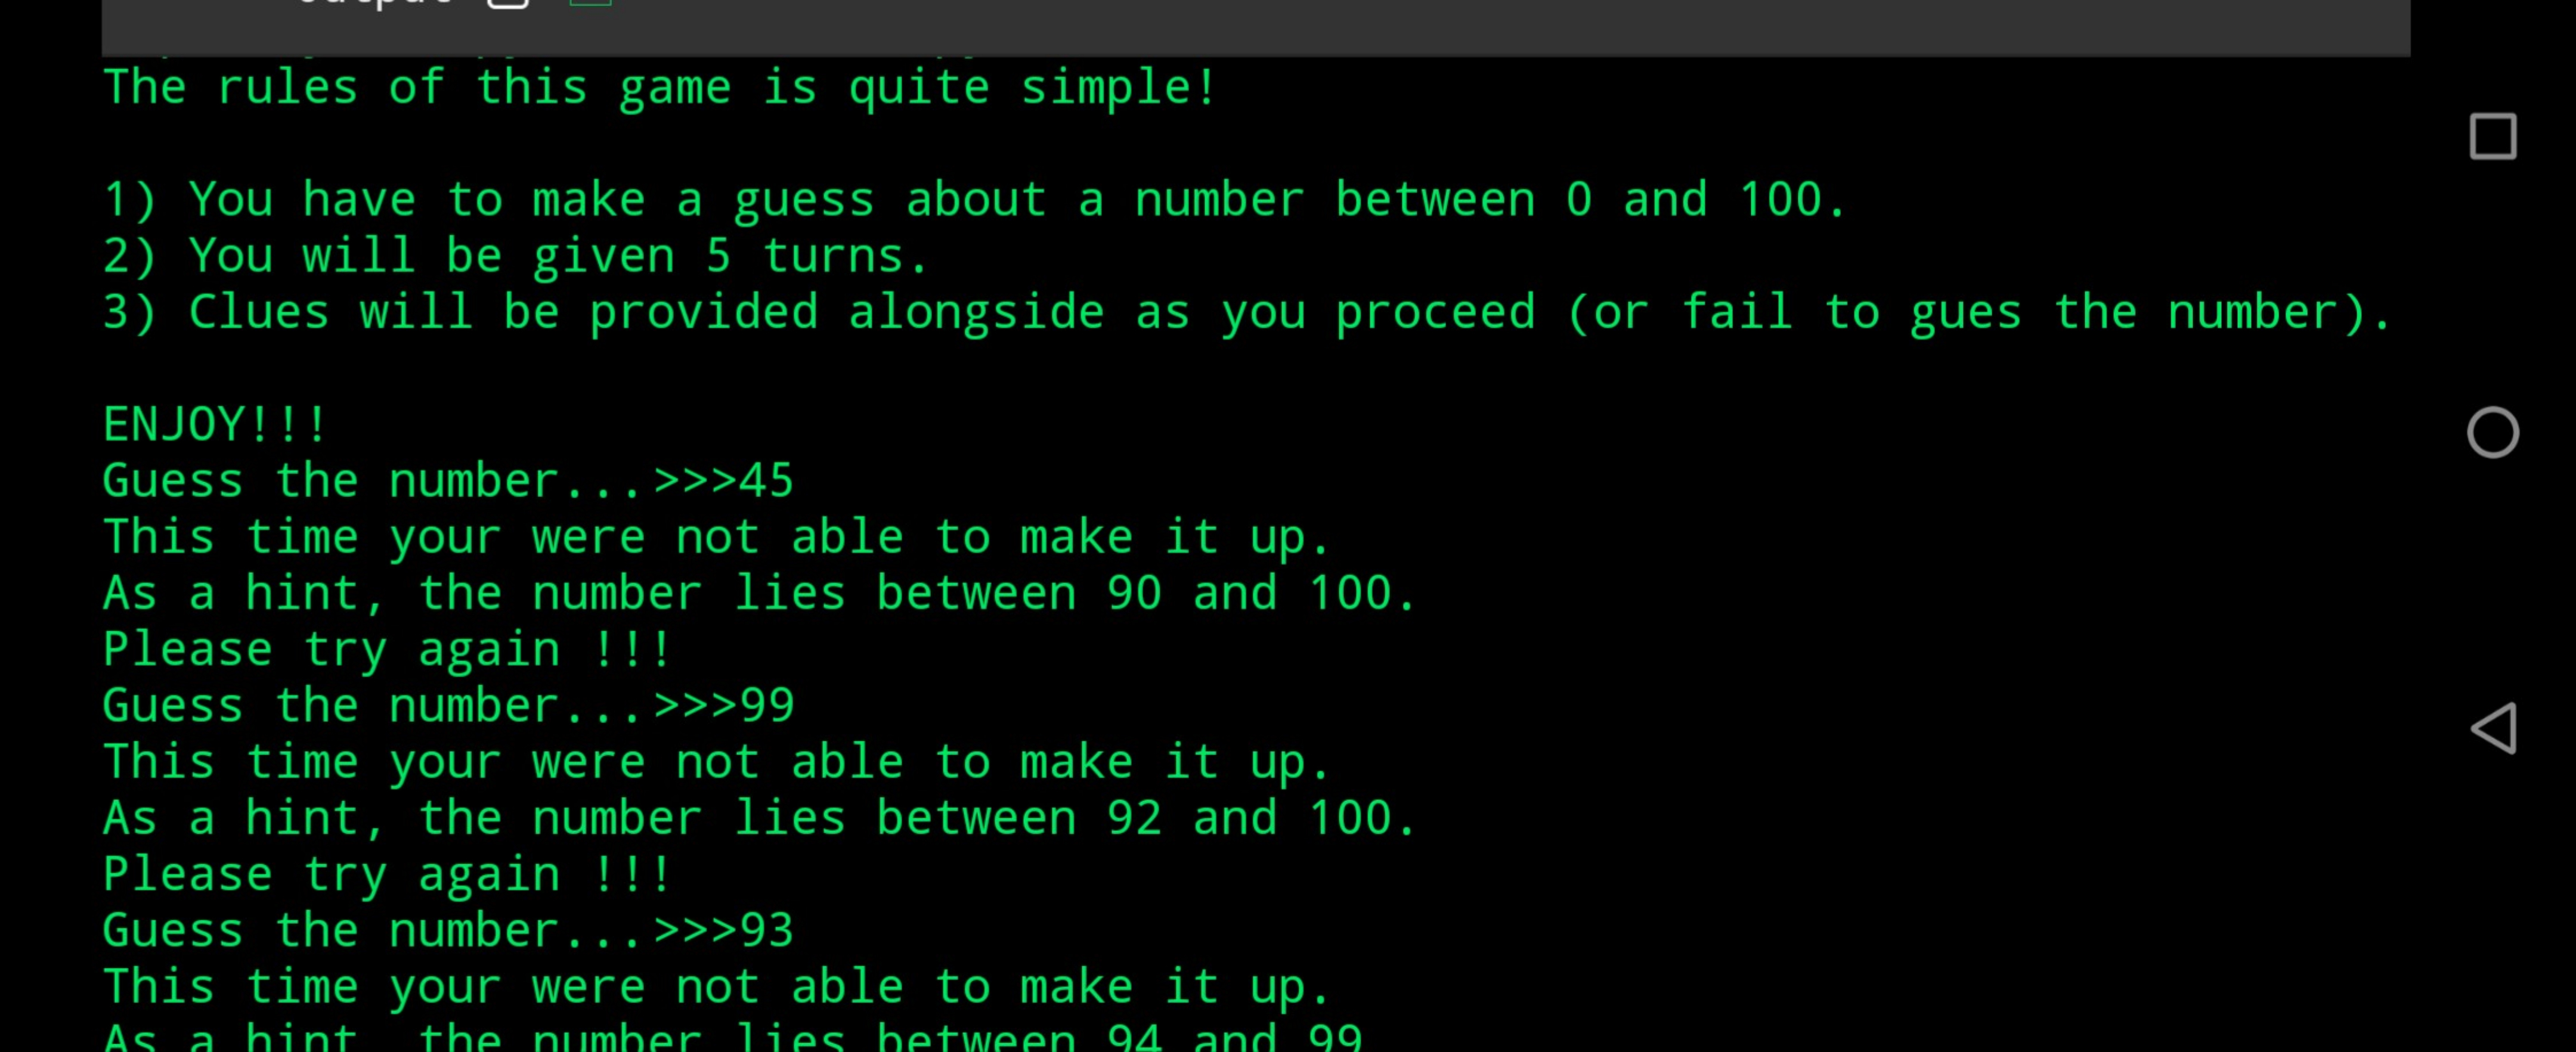 output
The rules of this game is quite simple!
1) You have to make a guess about a number between 0 and 100.
2) You will be given 5 turns.
3) Clues will be provided alongside as you proceed (or fail to gues the number).
ENJOY!!!
Guess the number...>>>45
This time your were not able to make it up.
As a hint, the number lies between 90 and 100.
Please try again !!!
Guess the number...>>>99
This time your were not able to make it up.
As a hint, the number lies between 92 and 100.
Please try again !!!
Guess the number...>>>93
This time your were not able to make it up.
As a hint, the number lies between 94 and 99